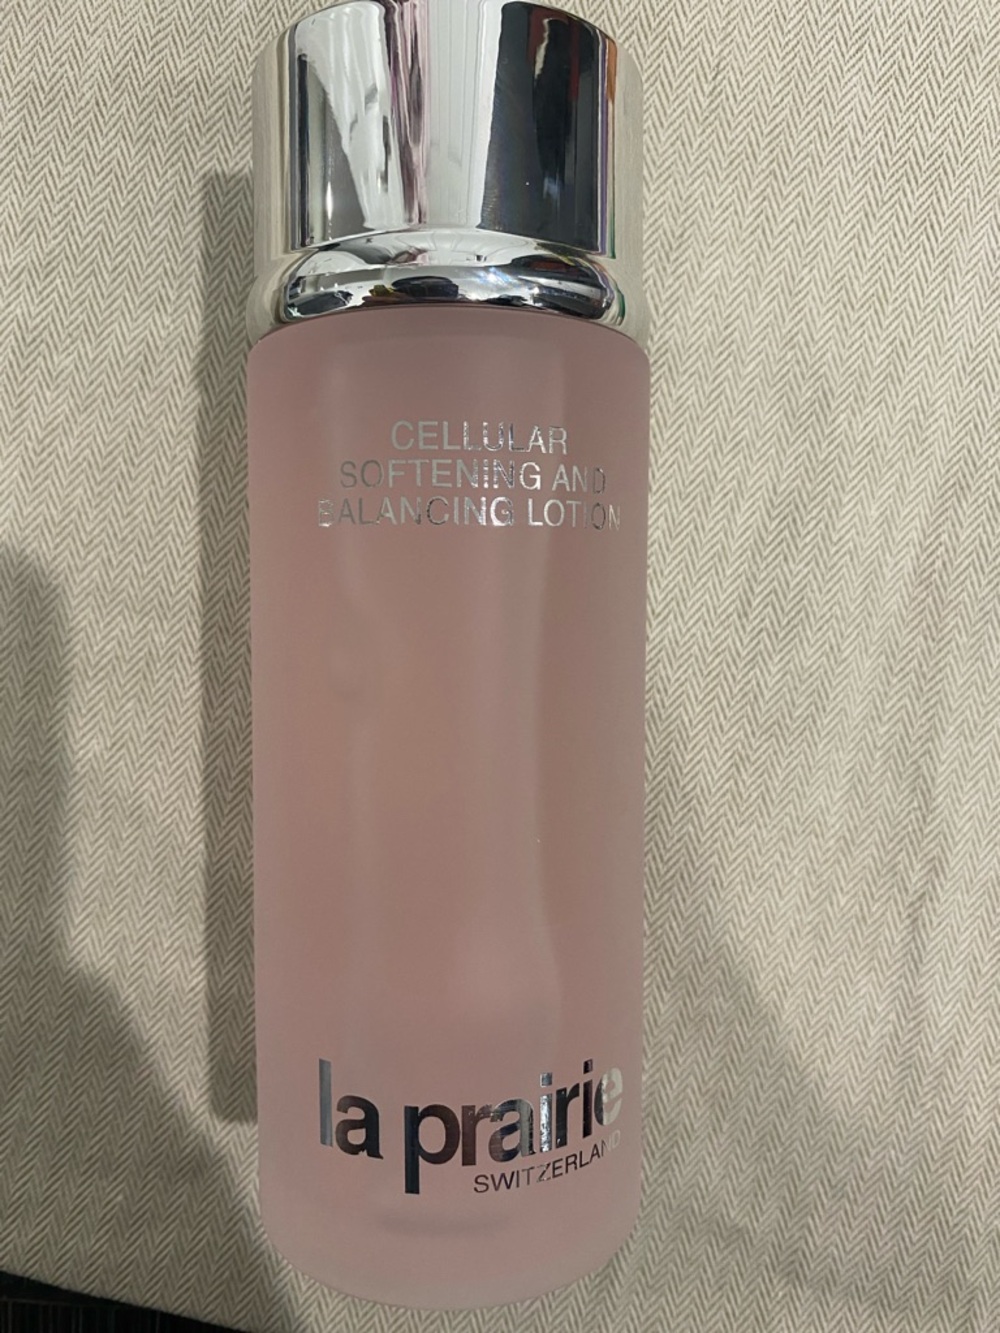 CELLULAR
SOFTENING AND
BALANCING LOTION
la prairie
SWITZERLAND